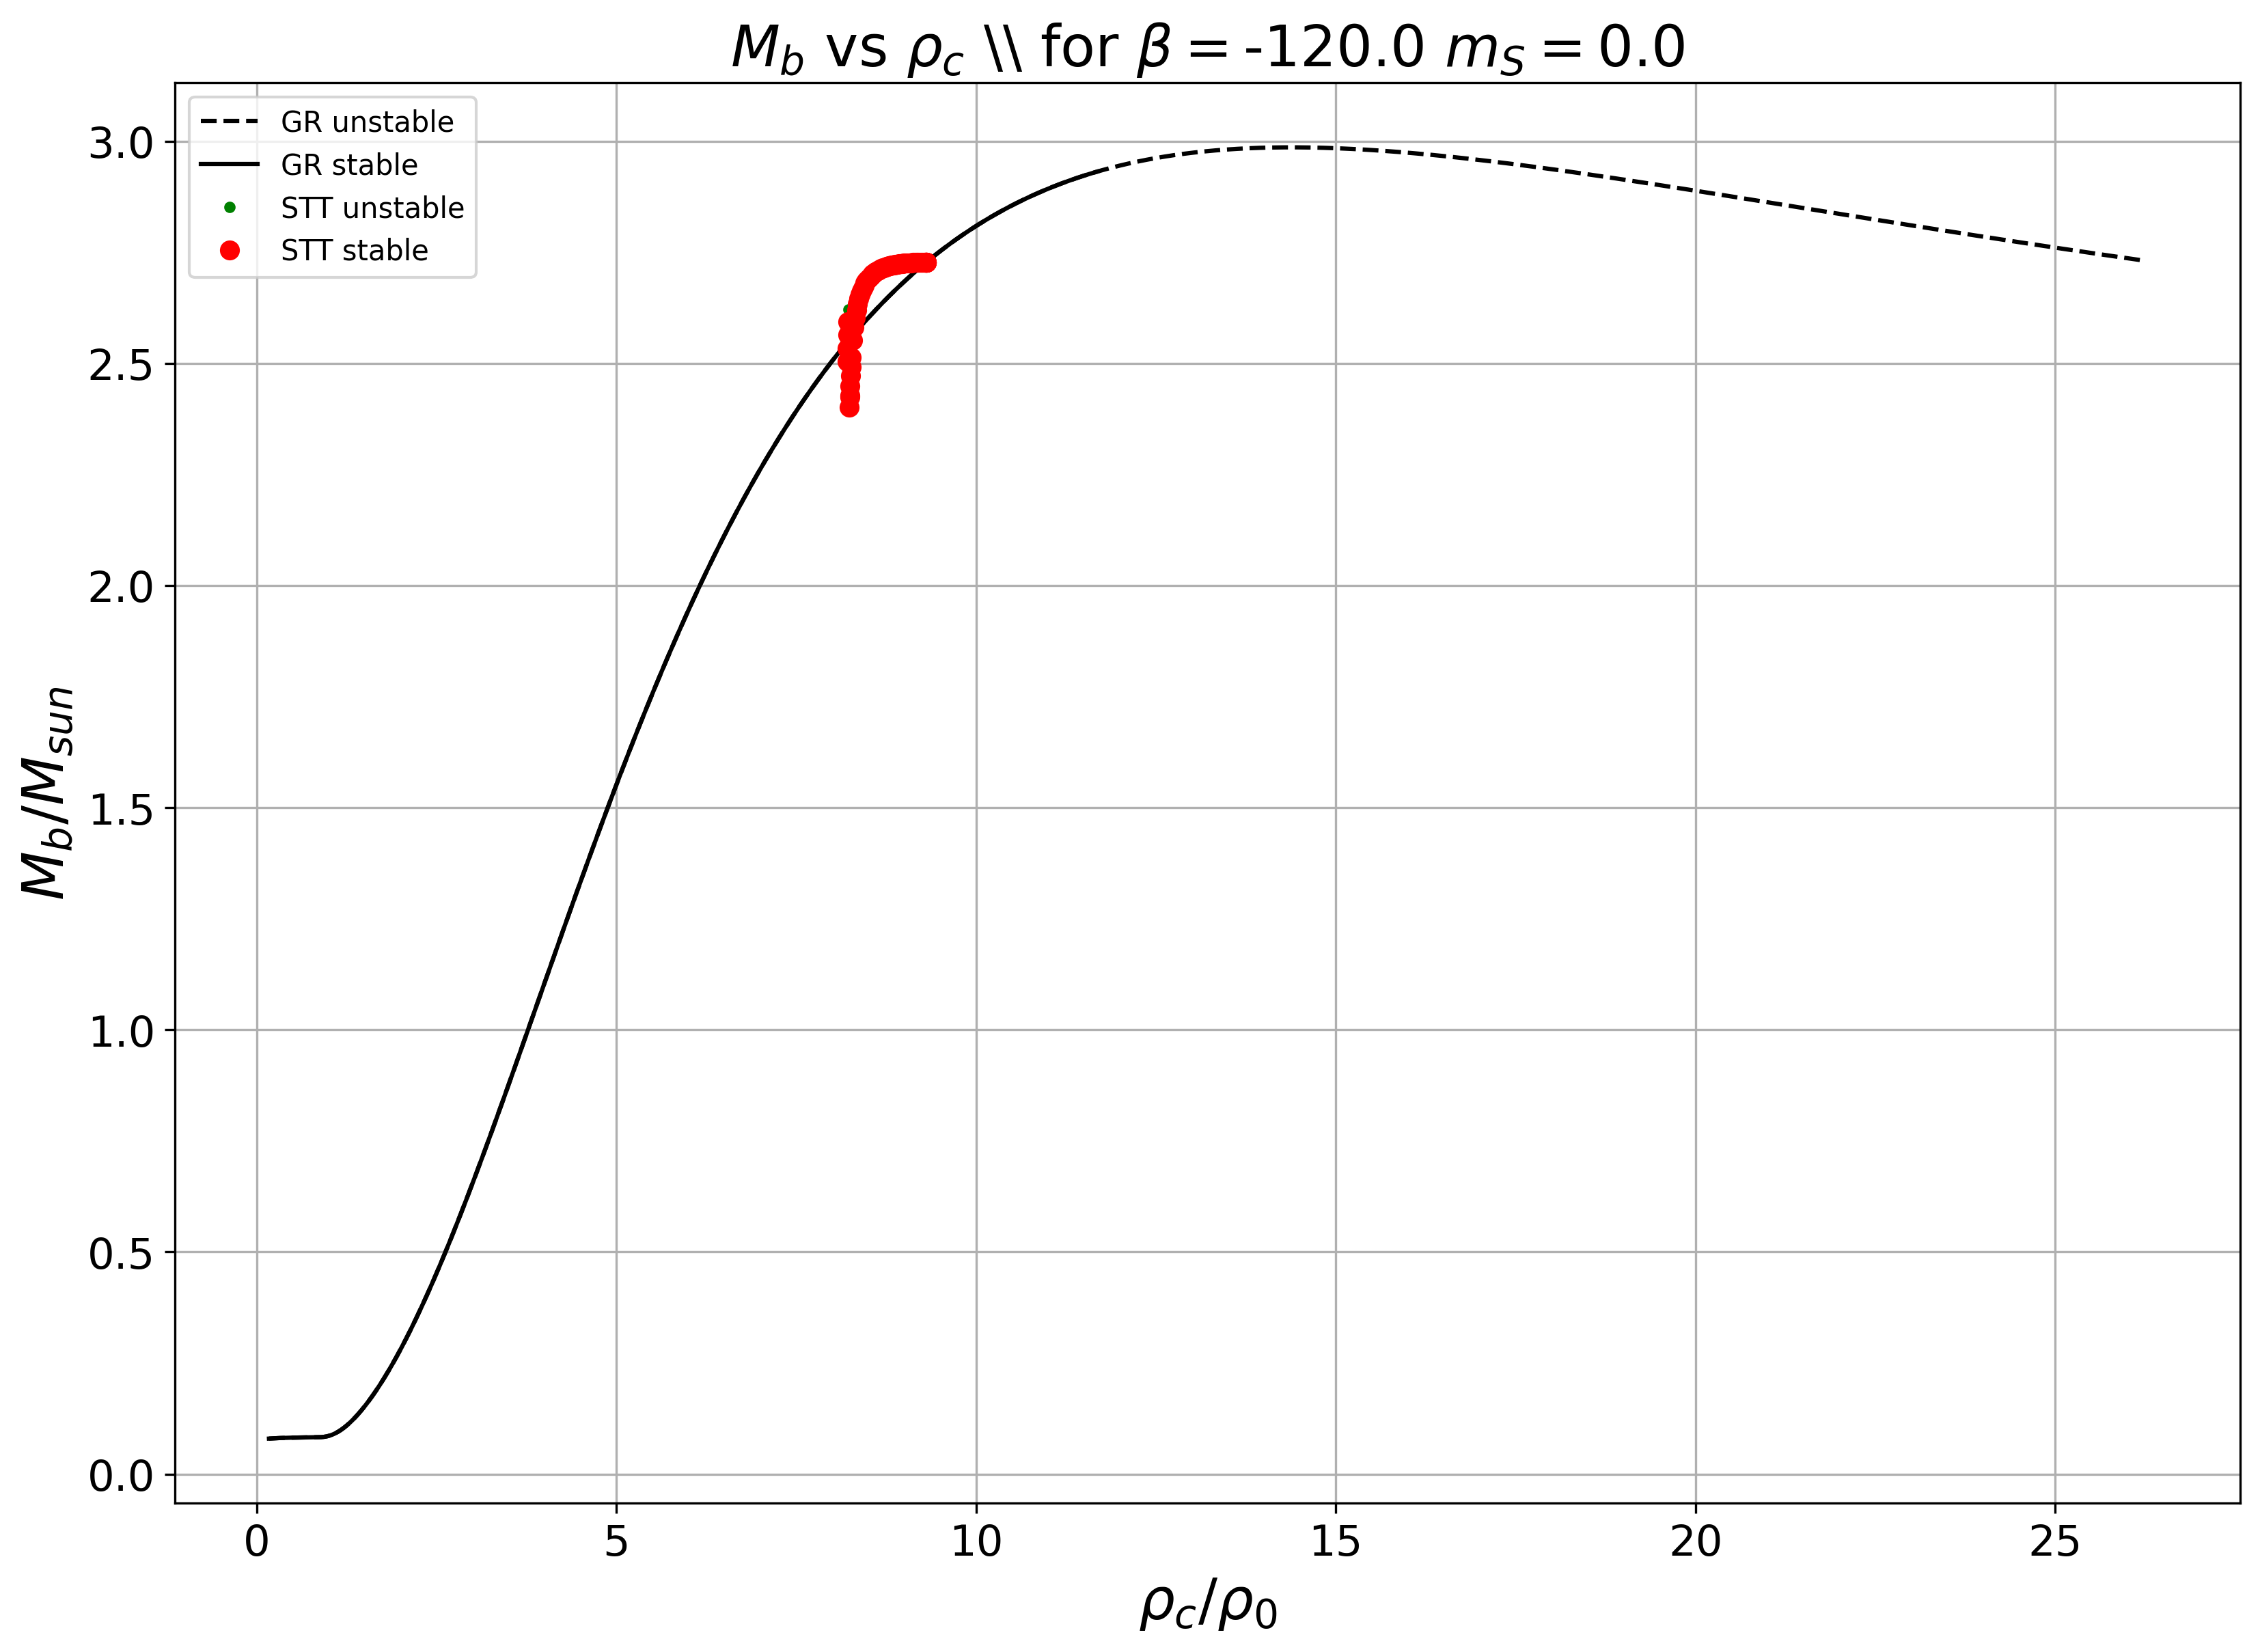 M_b vs ρ_c \\ for β = -120.0 m_S = 0.0
GR unstable
GR stable
STT unstable
STT stable
3.0
2.5
2.0
1.5
1.0
0.5
0.0
M_b/M_sun
0 5 10 15 20 25
ρ_c/ρ_0